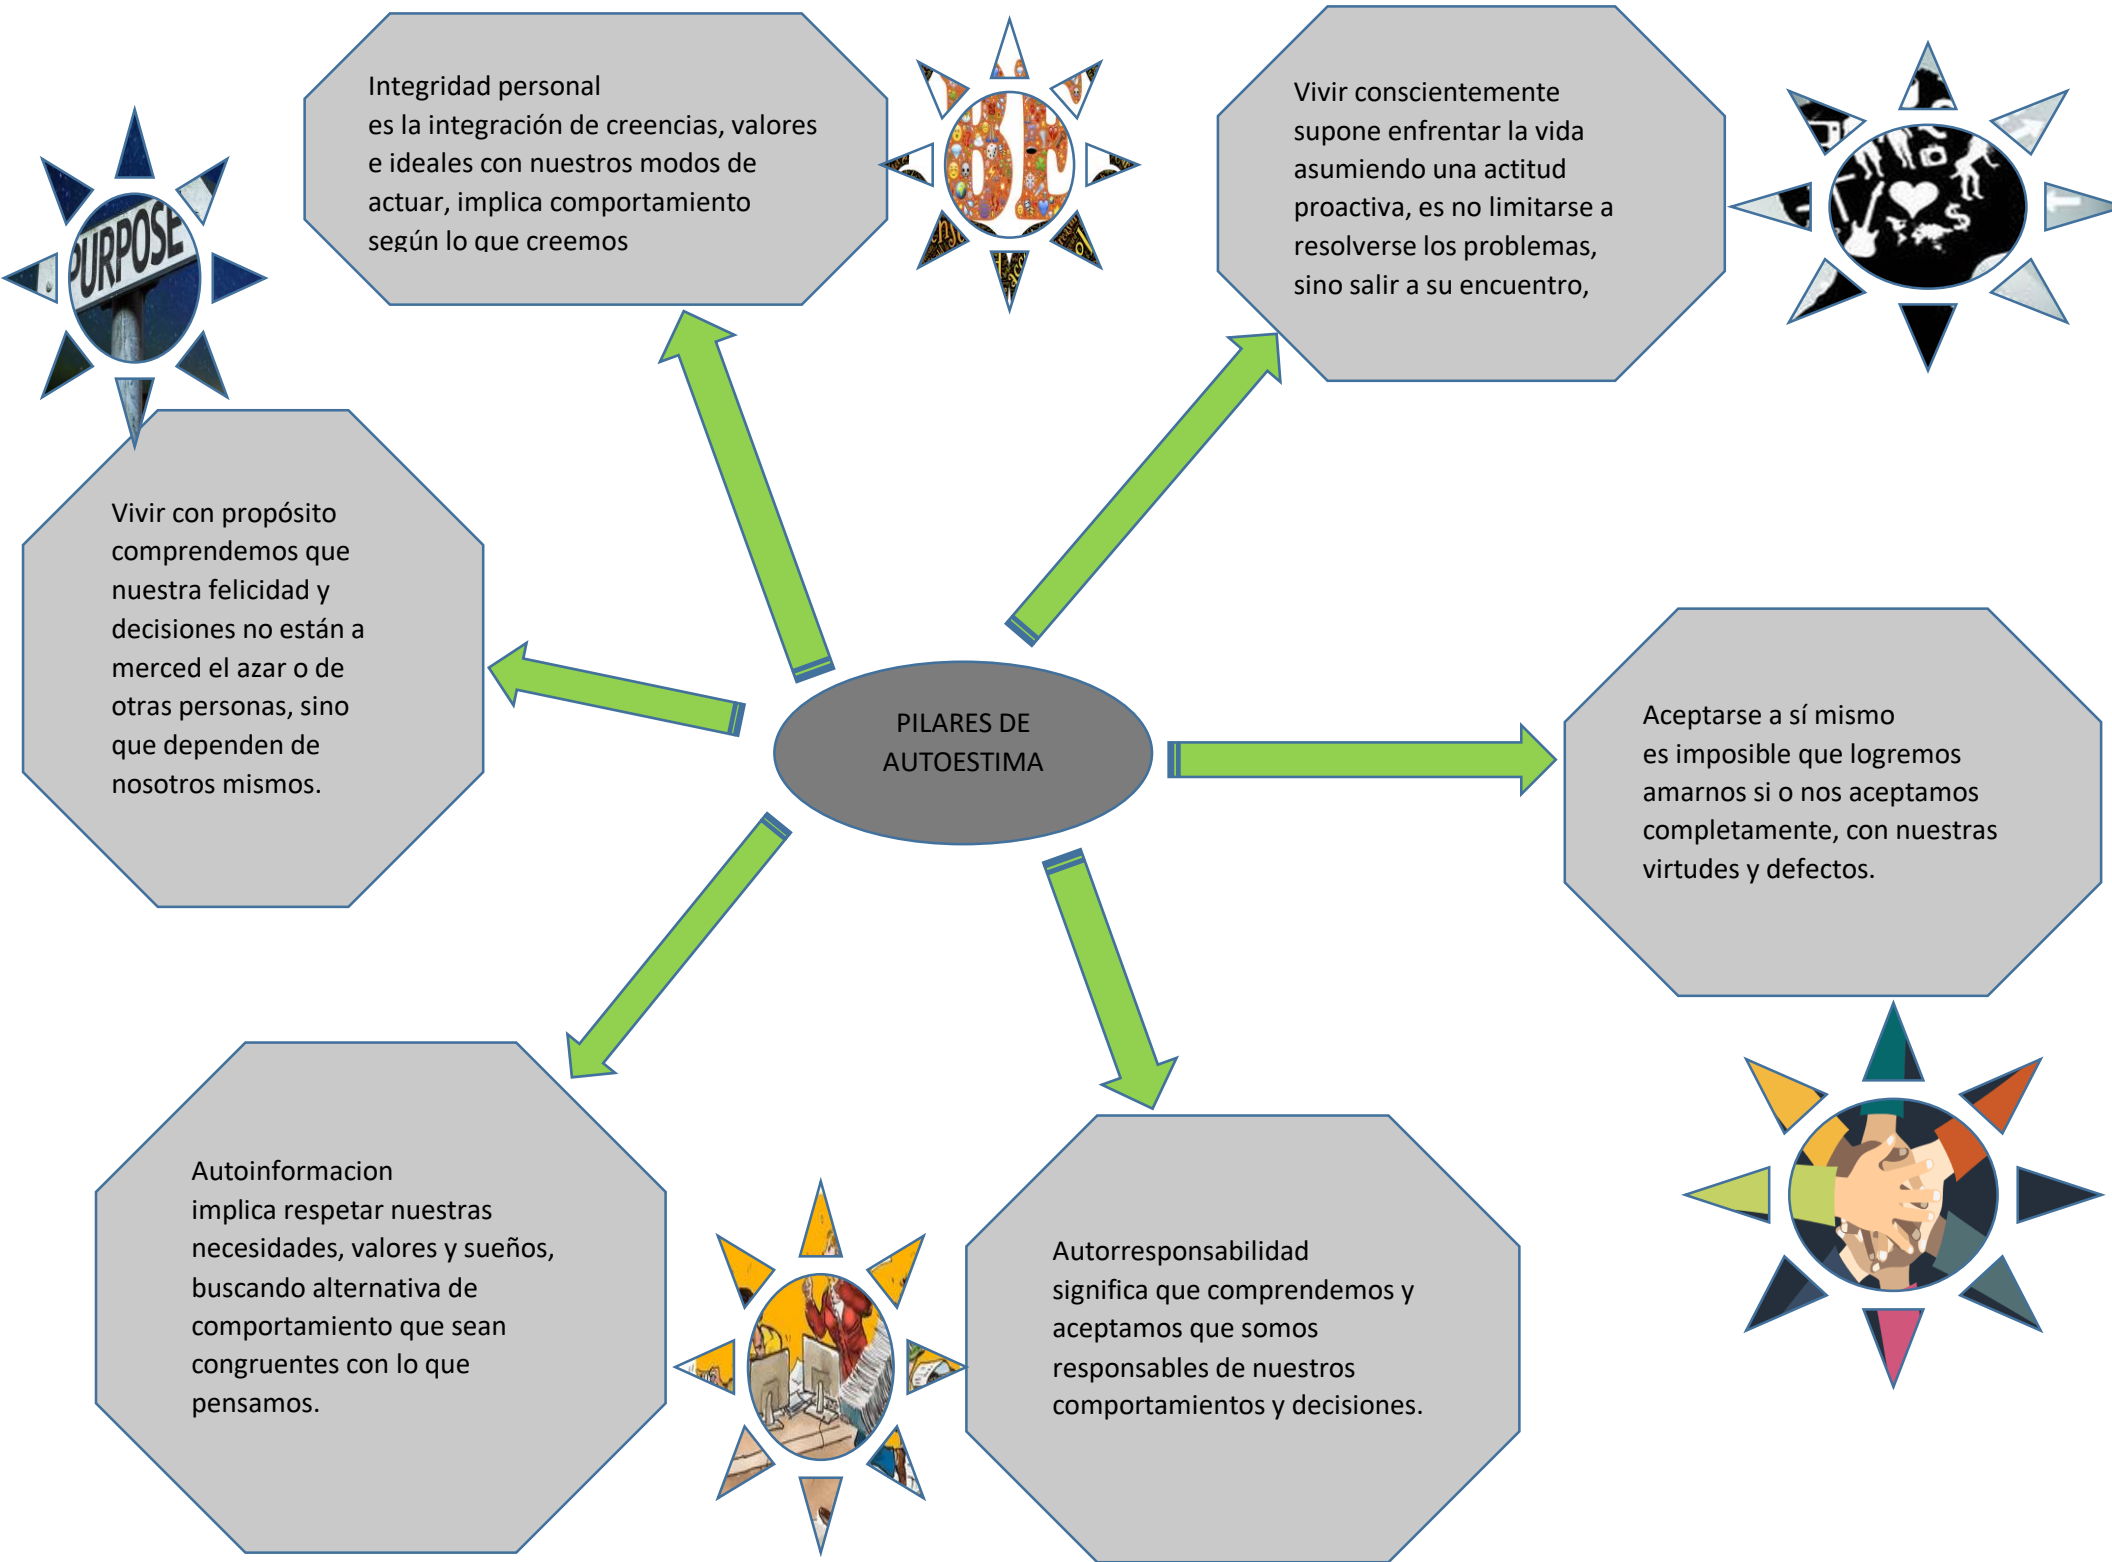 Integridad personal
es la integración de creencias, valores
e ideales con nuestros modos de
actuar, implica comportamiento
según lo que creemos
BE
Vivir conscientemente
supone enfrentar la vida
asumiendo una actitud
proactiva, es no limitarse a
resolverse los problemas,
sino salir a su encuentro,
$
PURPOSE
Vivir con propósito
comprendemos que
nuestra felicidad y
decisiones no están a
merced el azar o de
otras personas, sino
que dependen de
nosotros mismos.
PILARES DE
AUTOESTIMA
Aceptarse a sí mismo
es imposible que logremos
amarnos si o nos aceptamos
completamente, con nuestras
virtudes y defectos.
Autoinformacion
implica respetar nuestras
necesidades, valores y sueños,
buscando alternativa de
comportamiento que sean
congruentes con lo que
pensamos.
Autorresponsabilidad
significa que comprendemos y
aceptamos que somos
responsables de nuestros
comportamientos y decisiones.